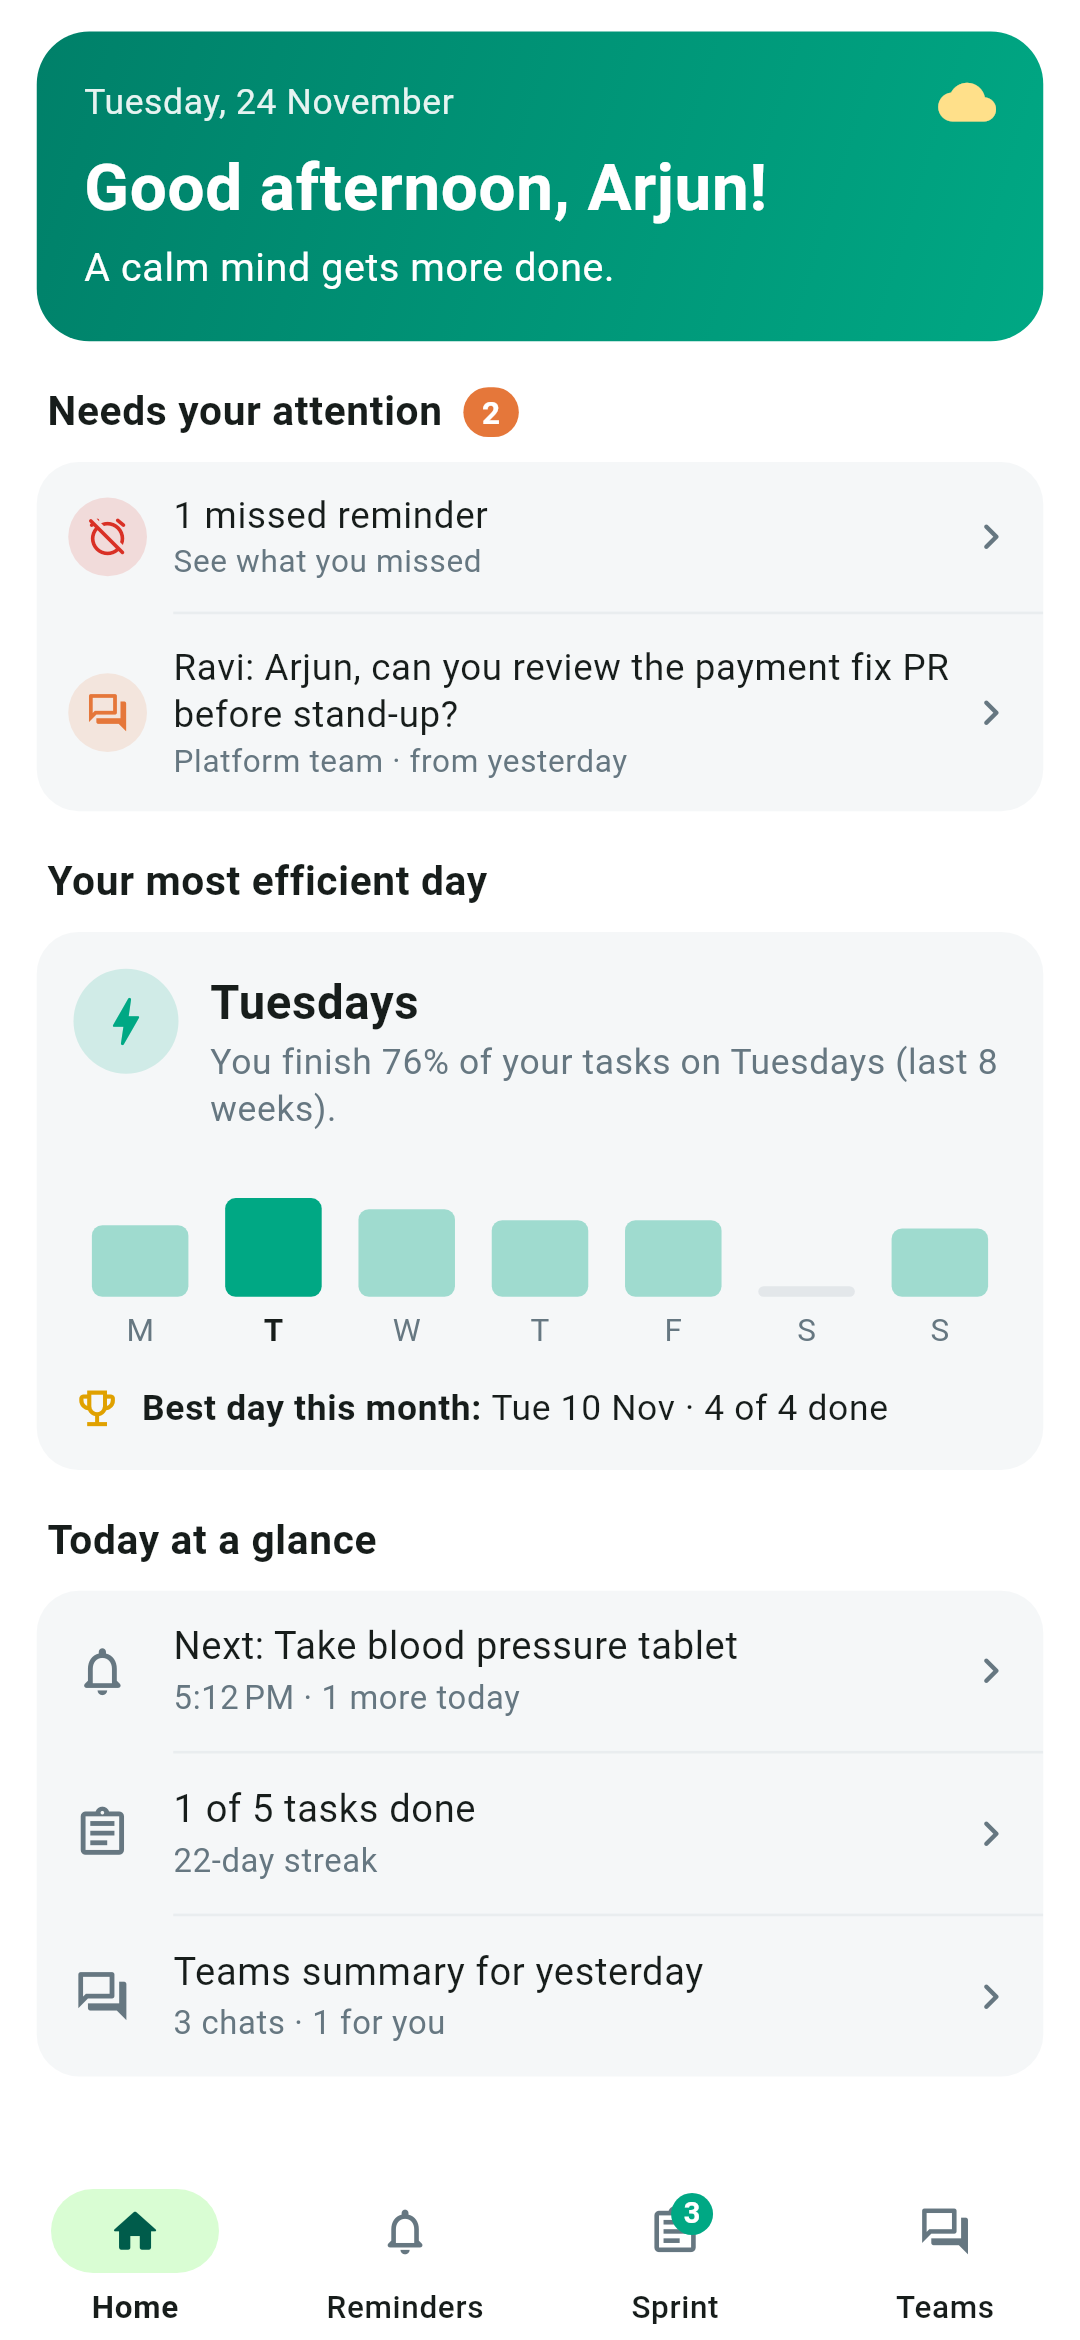 Tuesday, 24 November
Good afternoon, Arjun!
A calm mind gets more done.
Needs your attention 2
1 missed reminder
See what you missed
Ravi: Arjun, can you review the payment fix PR
before stand-up?
Platform team · from yesterday
Your most efficient day
Tuesdays
You finish 76% of your tasks on Tuesdays (last 8
weeks).
M T W T F S S
Best day this month: Tue 10 Nov · 4 of 4 done
Today at a glance
Next: Take blood pressure tablet
5:12 PM · 1 more today
1 of 5 tasks done
22-day streak
Teams summary for yesterday
3 chats · 1 for you
3
Home Reminders Sprint Teams